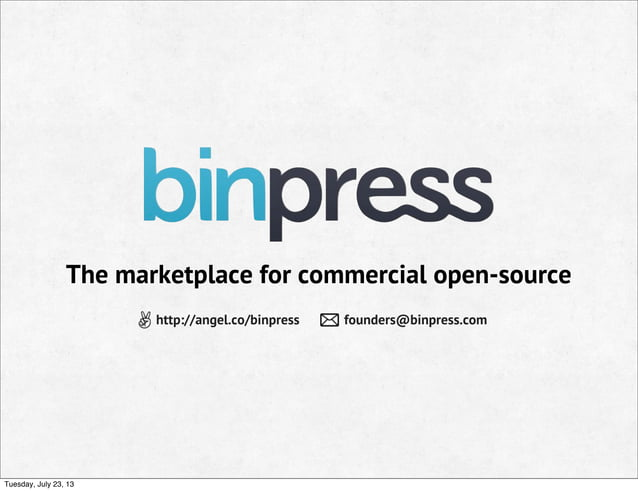 binpress
The marketplace for commercial open-source
http://angel.co/binpress founders@binpress.com
Tuesday, July 23, 13